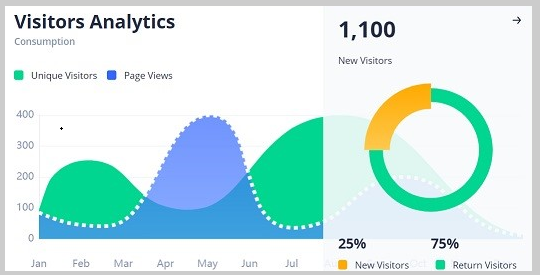 Visitors Analytics
Consumption
Unique Visitors
Page Views
400
300
200
100
0
Jan
Feb
Mar
Apr
May
Jun
Jul
Oct
1,100
New Visitors
25%
75%
New Visitors
Return Visitors